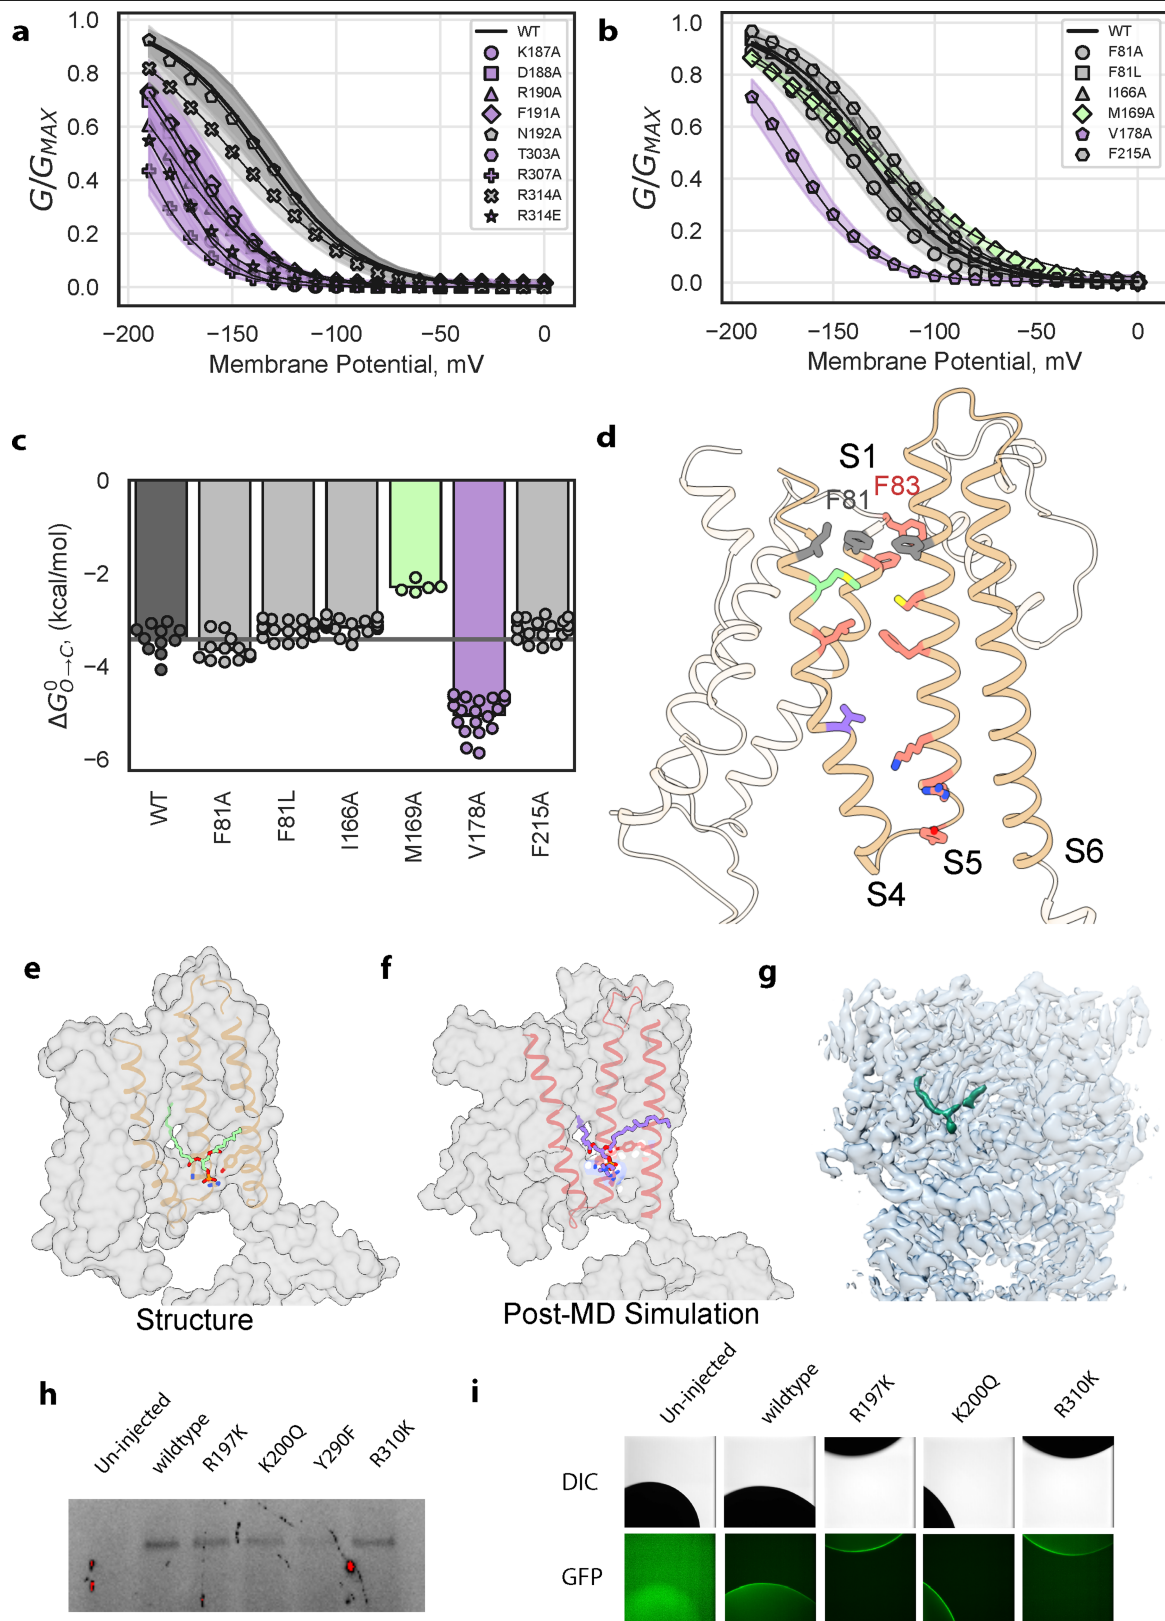 a
1.0
0.8
0.6
0.4
0.2
0.0
G/G_MAX
−200
−150
−100
−50
0
Membrane Potential, mV
WT
K187A
D188A
R190A
F191A
N192A
T303A
R307A
R314A
R314E
b
1.0
0.8
0.6
0.4
0.2
0.0
G/G_MAX
−200
−150
−100
−50
0
Membrane Potential, mV
WT
F81A
F81L
I166A
M169A
V178A
F215A
c
0
−2
−4
−6
ΔG⁰_O→C, (kcal/mol)
WT
F81A
F81L
I166A
M169A
V178A
F215A
d
S1
F81
F83
S4
S5
S6
e
Structure
f
Post-MD Simulation
g
h
Un-injected
wildtype
R197K
K200Q
Y290F
R310K
i
Un-injected
wildtype
R197K
K200Q
R310K
DIC
GFP